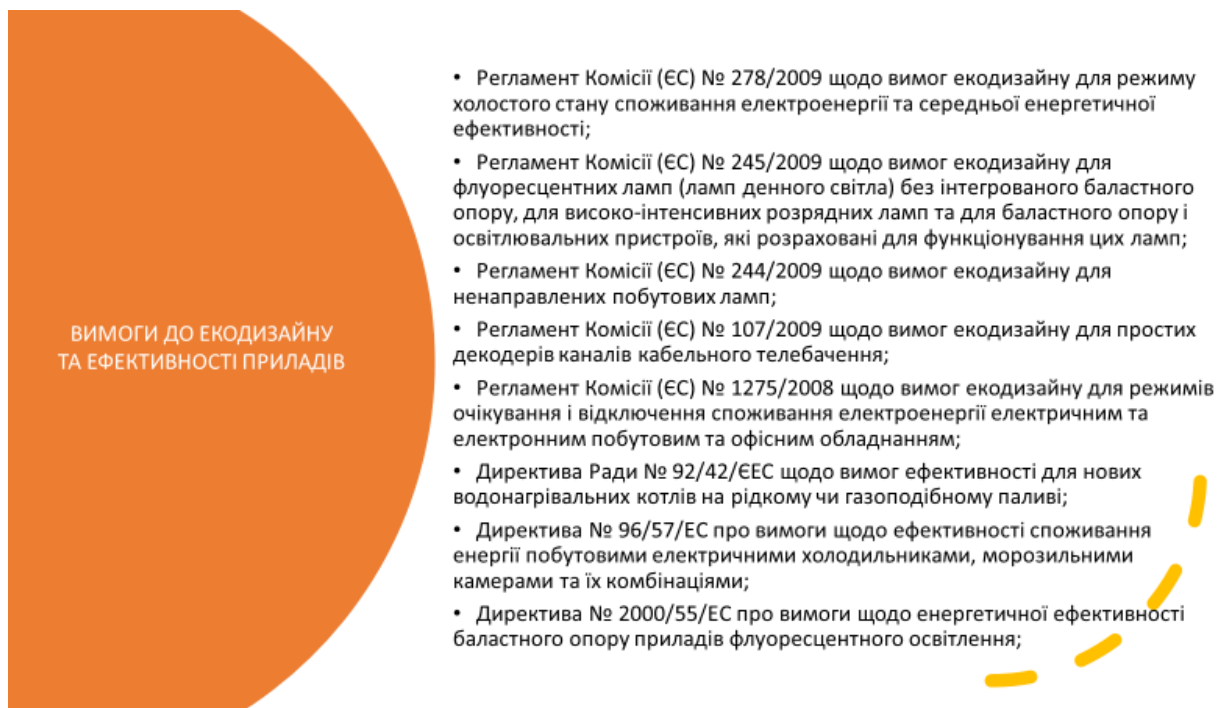 ВИМОГИ ДО ЕКОДИЗАЙНУ
ТА ЕФЕКТИВНОСТІ ПРИЛАДІВ
• Регламент Комісії (ЄС) № 278/2009 щодо вимог екодизайну для режиму
холостого стану споживання електроенергії та середньої енергетичної
ефективності;
• Регламент Комісії (ЄС) № 245/2009 щодо вимог екодизайну для
флуоресцентних ламп (ламп денного світла) без інтегрованого баластного
опору, для високо-інтенсивних розрядних ламп та для баластного опору і
освітлювальних пристроїв, які розраховані для функціонування цих ламп;
• Регламент Комісії (ЄС) № 244/2009 щодо вимог екодизайну для
ненаправлених побутових ламп;
• Регламент Комісії (ЄС) № 107/2009 щодо вимог екодизайну для простих
декодерів каналів кабельного телебачення;
• Регламент Комісії (ЄС) № 1275/2008 щодо вимог екодизайну для режимів
очікування і відключення споживання електроенергії електричним та
електронним побутовим та офісним обладнанням;
• Директива Ради № 92/42/ЄЕС щодо вимог ефективності для нових
водонагрівальних котлів на рідкому чи газоподібному паливі;
• Директива № 96/57/ЕС про вимоги щодо ефективності споживання
енергії побутовими електричними холодильниками, морозильними
камерами та їх комбінаціями;
• Директива № 2000/55/ЕС про вимоги щодо енергетичної ефективності
баластного опору приладів флуоресцентного освітлення;